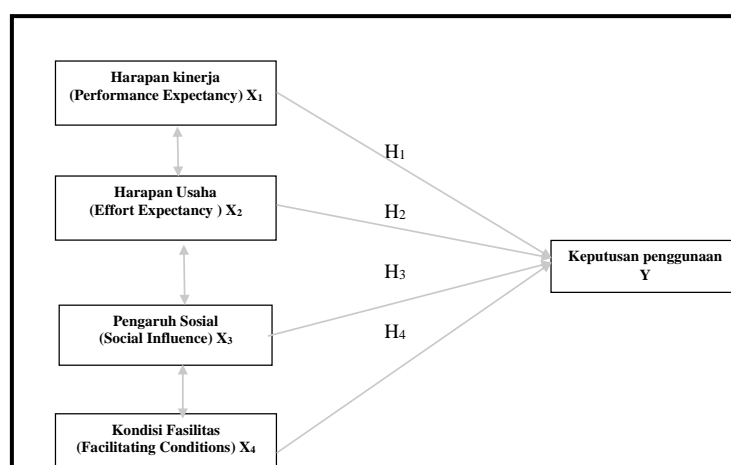 Harapan kinerja
(Performance Expectancy) X₁
H₁
Harapan Usaha
(Effort Expectancy ) X₂
H₂
Keputusan penggunaan
Y
H₃
Pengaruh Sosial
(Social Influence) X₃
H₄
Kondisi Fasilitas
(Facilitating Conditions) X₄